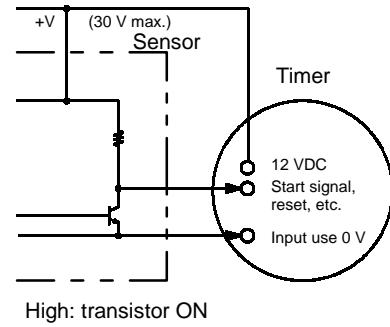 +V (30 V max.)
Sensor
Timer
12 VDC
Start signal,
reset, etc.
Input use 0 V
High: transistor ON